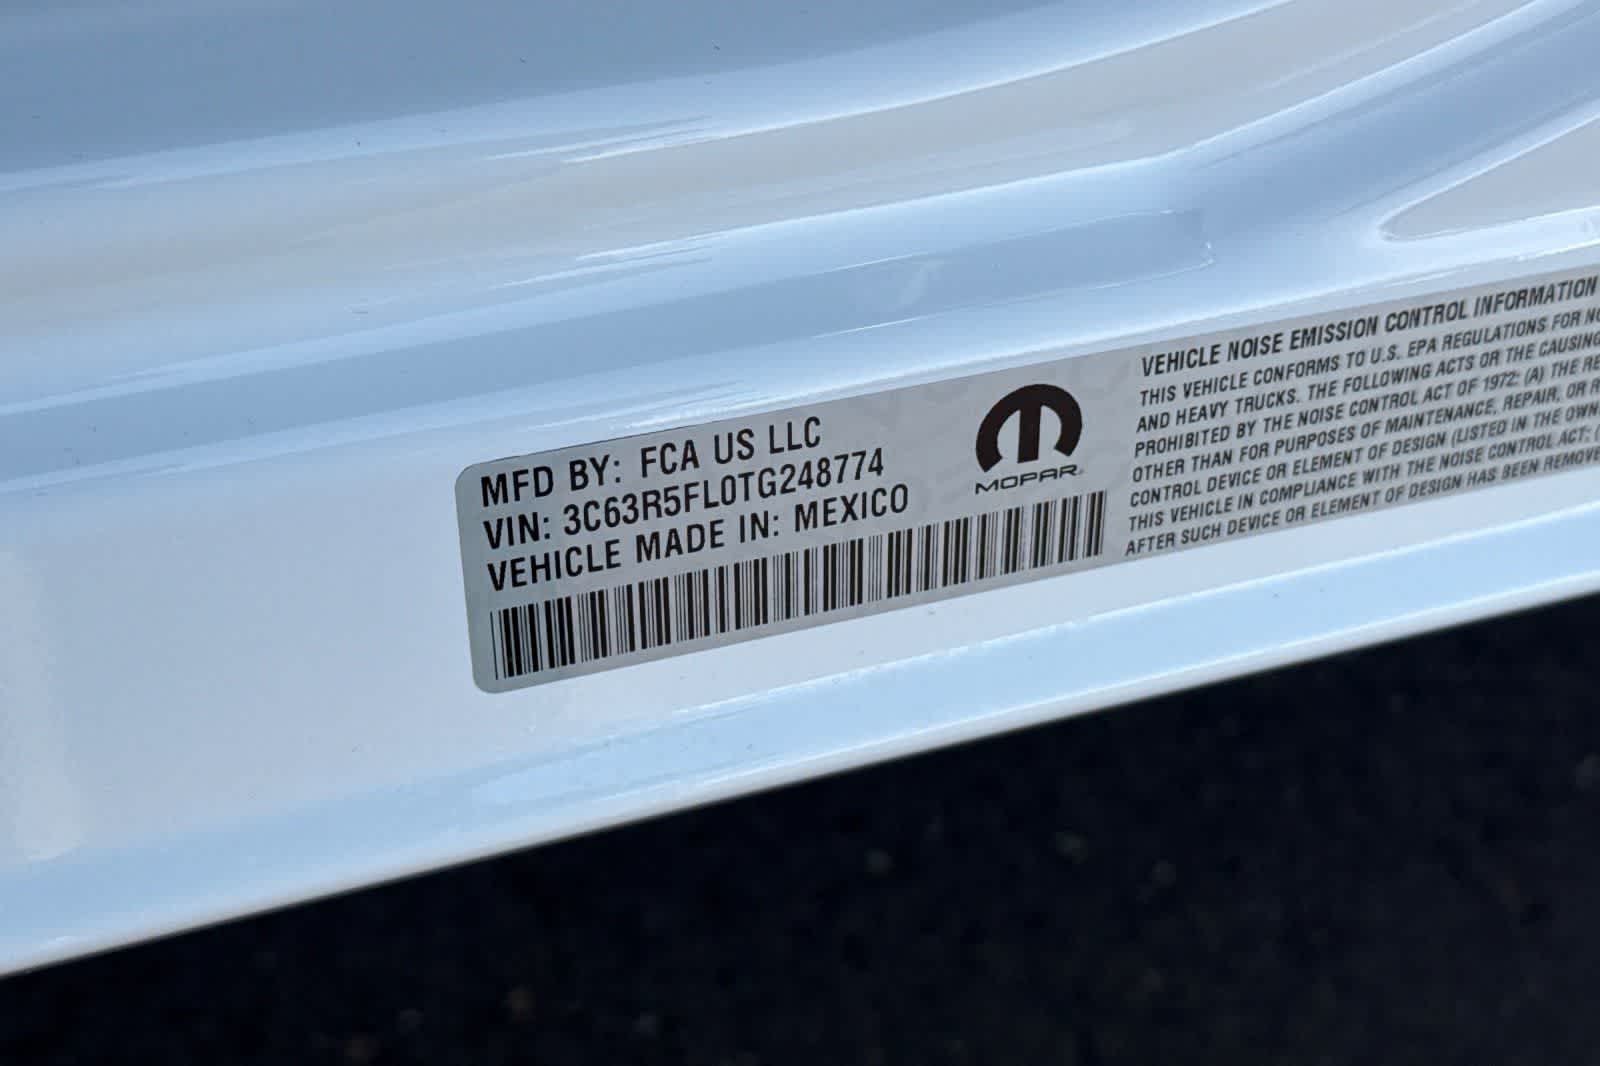 MFD BY: FCA US LLC
VIN: 3C63R5FL0TG248774
VEHICLE MADE IN: MEXICO
MOPAR
VEHICLE NOISE EMISSION CONTROL INFORMATION
THIS VEHICLE CONFORMS TO U.S. EPA REGULATIONS FOR
AND HEAVY TRUCKS. THE FOLLOWING ACTS OR THE CAUSING
PROHIBITED BY THE NOISE CONTROL ACT OF 1972: (A) THE
OTHER THAN FOR PURPOSES OF MAINTENANCE, REPAIR, OR
CONTROL DEVICE OR ELEMENT OF DESIGN (LISTED IN THE
THIS VEHICLE IN COMPLIANCE WITH THE NOISE CONTROL ACT: (
AFTER SUCH DEVICE OR ELEMENT OF DESIGN HAS BEEN